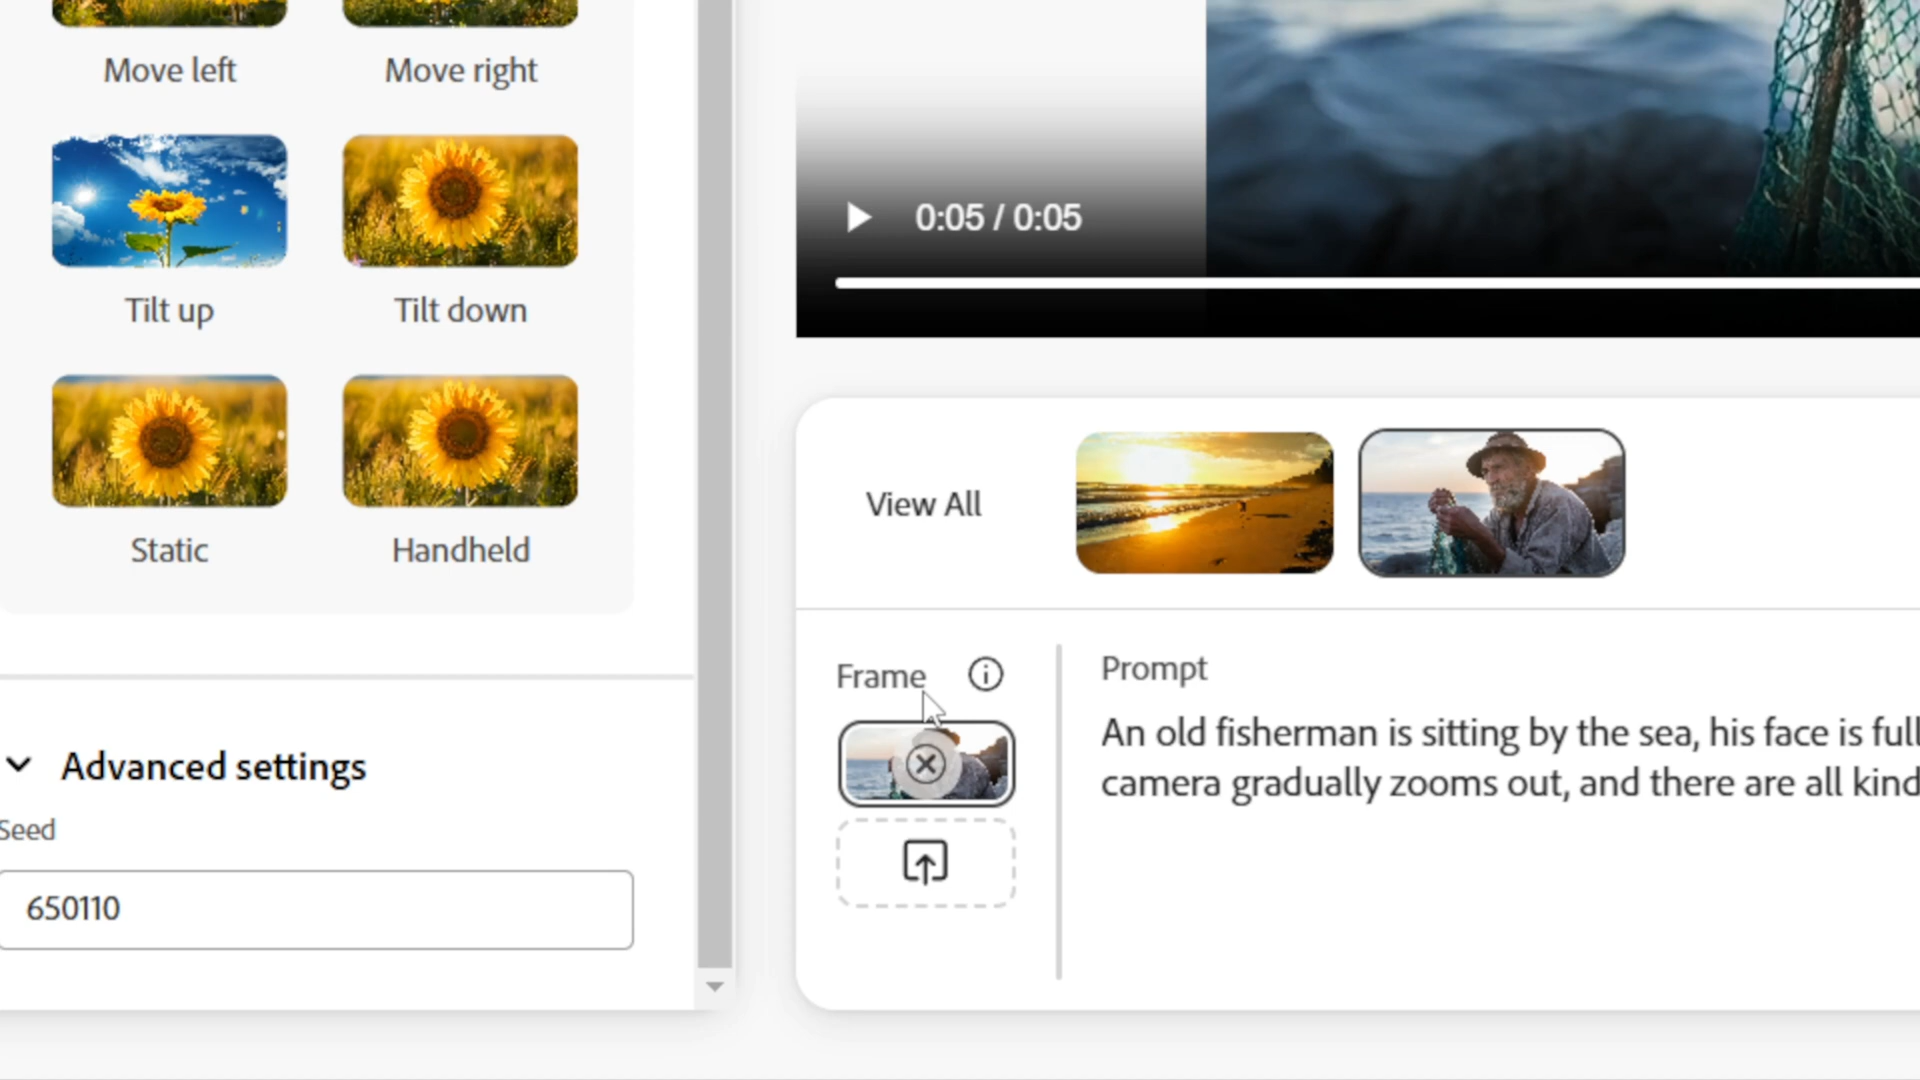 Move left
Move right
Tilt up
Tilt down
Static
Handheld
Advanced settings
Seed
650110
0:05 / 0:05
View All
Frame
Prompt
An old fisherman is sitting by the sea, his face is full
camera gradually zooms out, and there are all kind